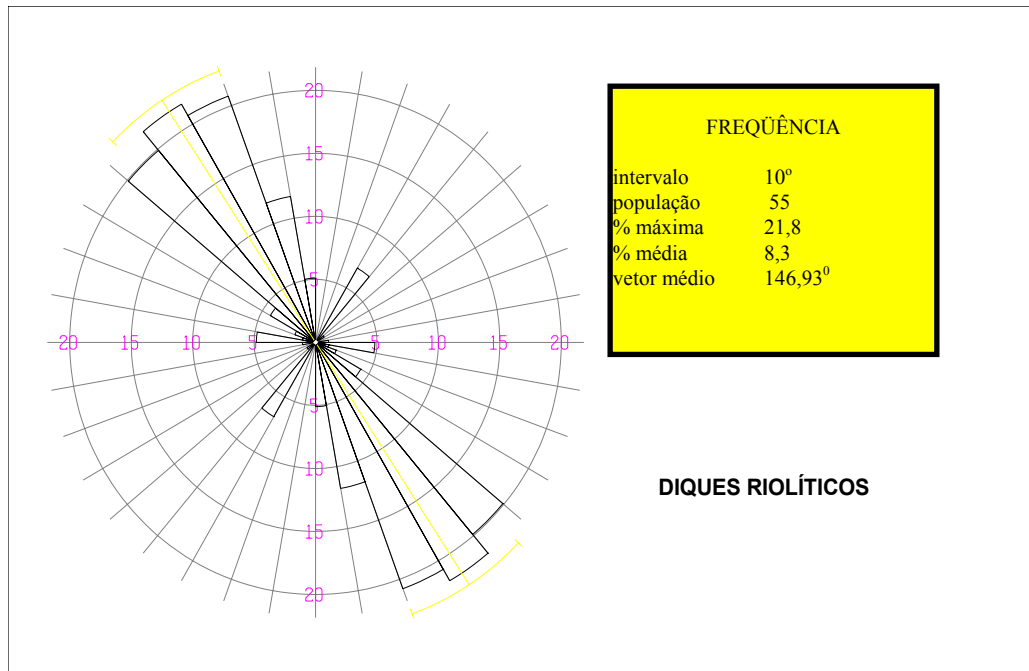 20
15
10
5
20 15 10 5 5 10 15 20
5
10
15
20
FREQÜÊNCIA
intervalo 10º
população 55
% máxima 21,8
% média 8,3
vetor médio 146,93⁰
DIQUES RIOLÍTICOS